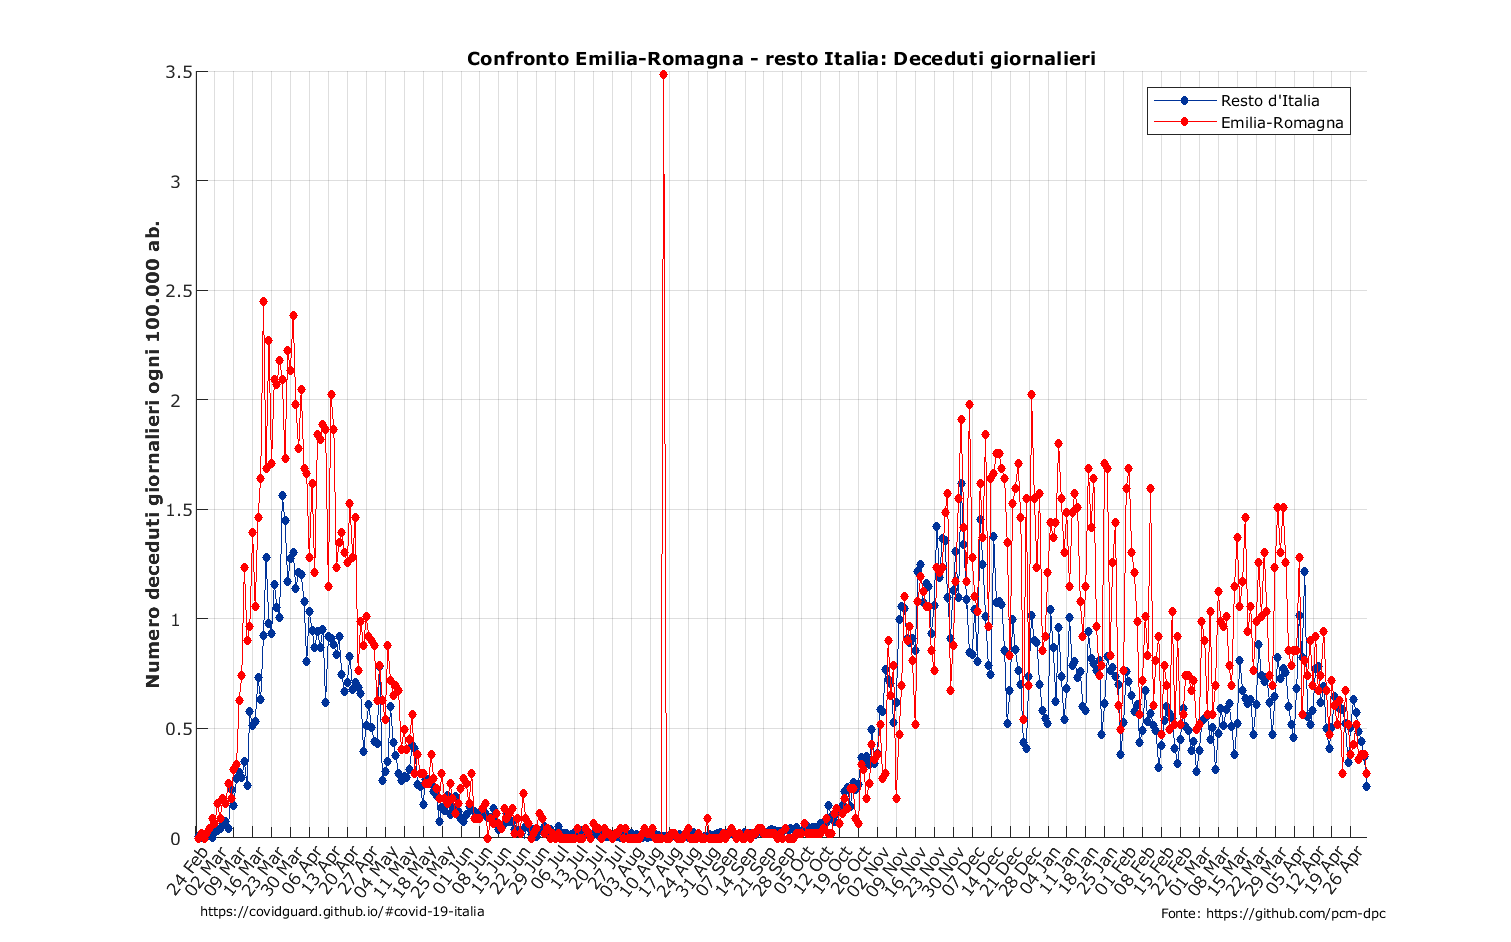 Confronto Emilia-Romagna - resto Italia: Deceduti giornalieri
Resto d'Italia
Emilia-Romagna
Numero deceduti giornalieri ogni 100.000 ab.
3.5
3
2.5
2
1.5
1
0.5
0
24 Feb
02 Mar
09 Mar
16 Mar
23 Mar
30 Mar
06 Apr
13 Apr
20 Apr
27 Apr
04 May
11 May
18 May
25 May
01 Jun
08 Jun
15 Jun
22 Jun
29 Jun
06 Jul
13 Jul
20 Jul
27 Jul
03 Aug
10 Aug
17 Aug
24 Aug
31 Aug
07 Sep
14 Sep
21 Sep
28 Sep
05 Oct
12 Oct
19 Oct
26 Oct
02 Nov
09 Nov
16 Nov
23 Nov
30 Nov
07 Dec
14 Dec
21 Dec
28 Dec
04 Jan
11 Jan
18 Jan
25 Jan
01 Feb
08 Feb
15 Feb
22 Feb
01 Mar
08 Mar
15 Mar
22 Mar
29 Mar
05 Apr
12 Apr
19 Apr
26 Apr
https://covidguard.github.io/#covid-19-italia
Fonte: https://github.com/pcm-dpc